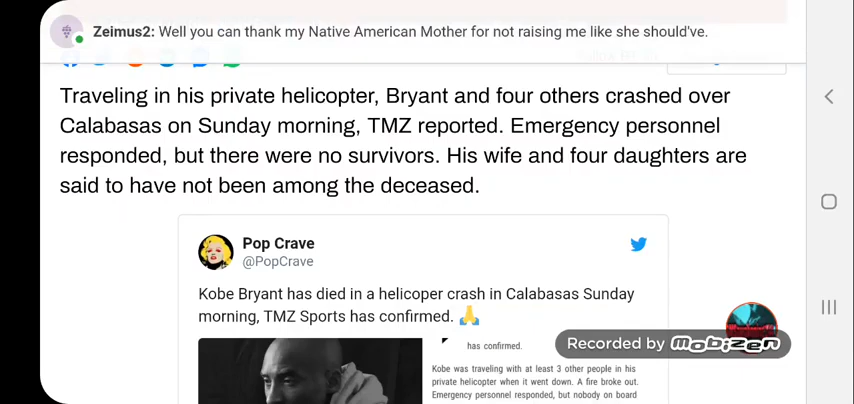 Zeimus2: Well you can thank my Native American Mother for not raising me like she should've.
Traveling in his private helicopter, Bryant and four others crashed over
Calabasas on Sunday morning, TMZ reported. Emergency personnel
responded, but there were no survivors. His wife and four daughters are
said to have not been among the deceased.
Pop Crave
@PopCrave
Kobe Bryant has died in a helicoper crash in Calabasas Sunday
morning, TMZ Sports has confirmed. 🙏
has confirmed.
Kobe was traveling with at least 3 other people in his
private helicopter when it went down. A fire broke out.
Emergency personnel responded, but nobody on board
Recorded by Mobizen